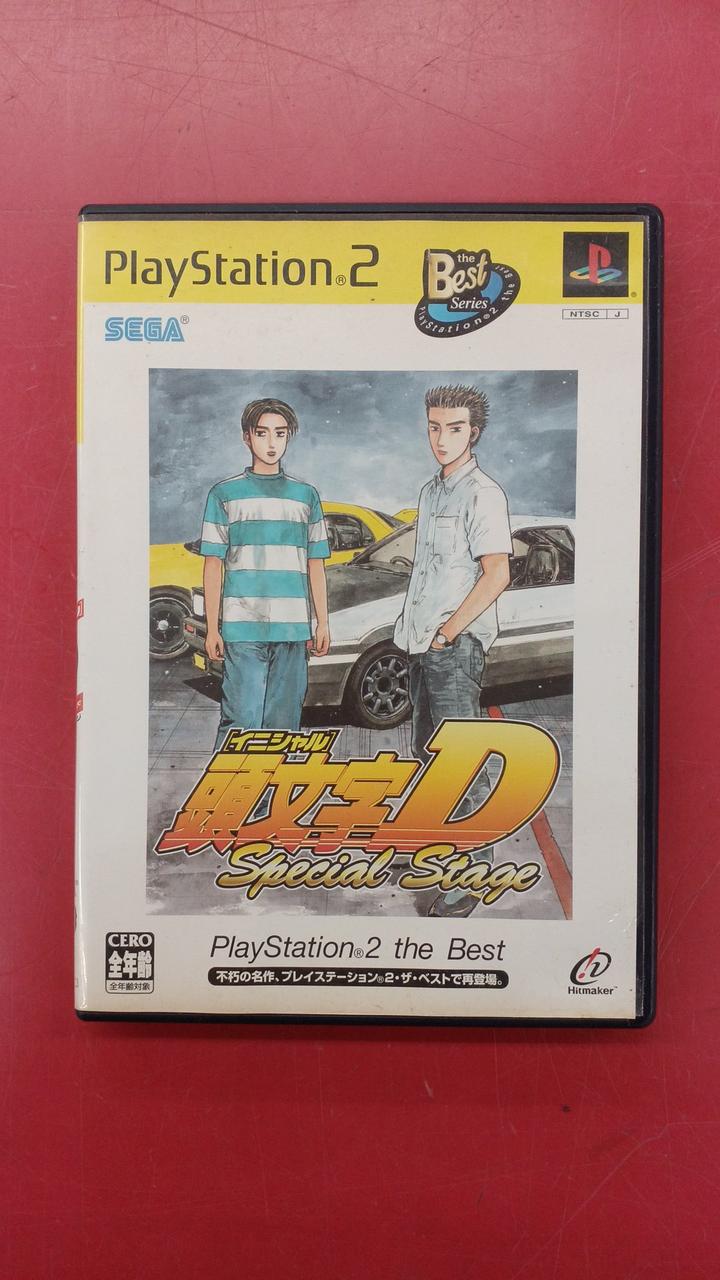 PlayStation®2
the
Best
Series
PlayStation®2 the Best
SEGA®
NTSC J
[イニシャル]
頭文字D
Special Stage
CERO
全年齢
全年齢対象
PlayStation®2 the Best
不朽の名作、プレイステーション®2・ザ・ベストで再登場。
Hitmaker™